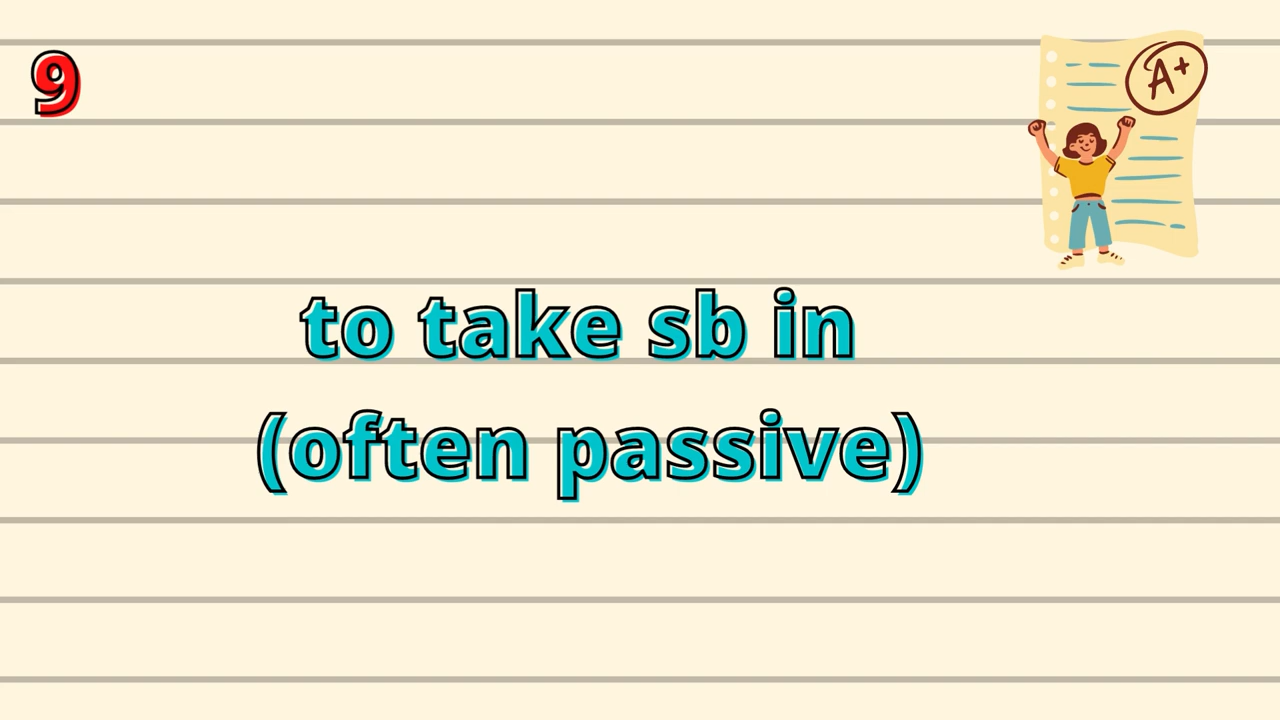 9
A+
to take sb in
(often passive)